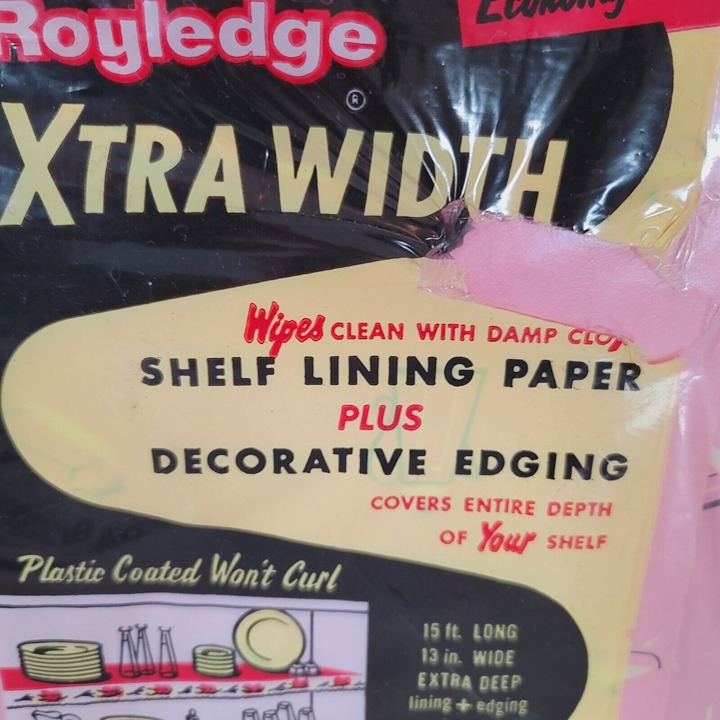 Economy
Royledge
®
XTRA WIDTH
Wipes CLEAN WITH DAMP
SHELF LINING PAPER
PLUS
DECORATIVE EDGING
COVERS ENTIRE DEPTH
OF Your SHELF
Plastic Coated Won't Curl
15 ft. LONG
13 in. WIDE
EXTRA DEEP
lining + edging